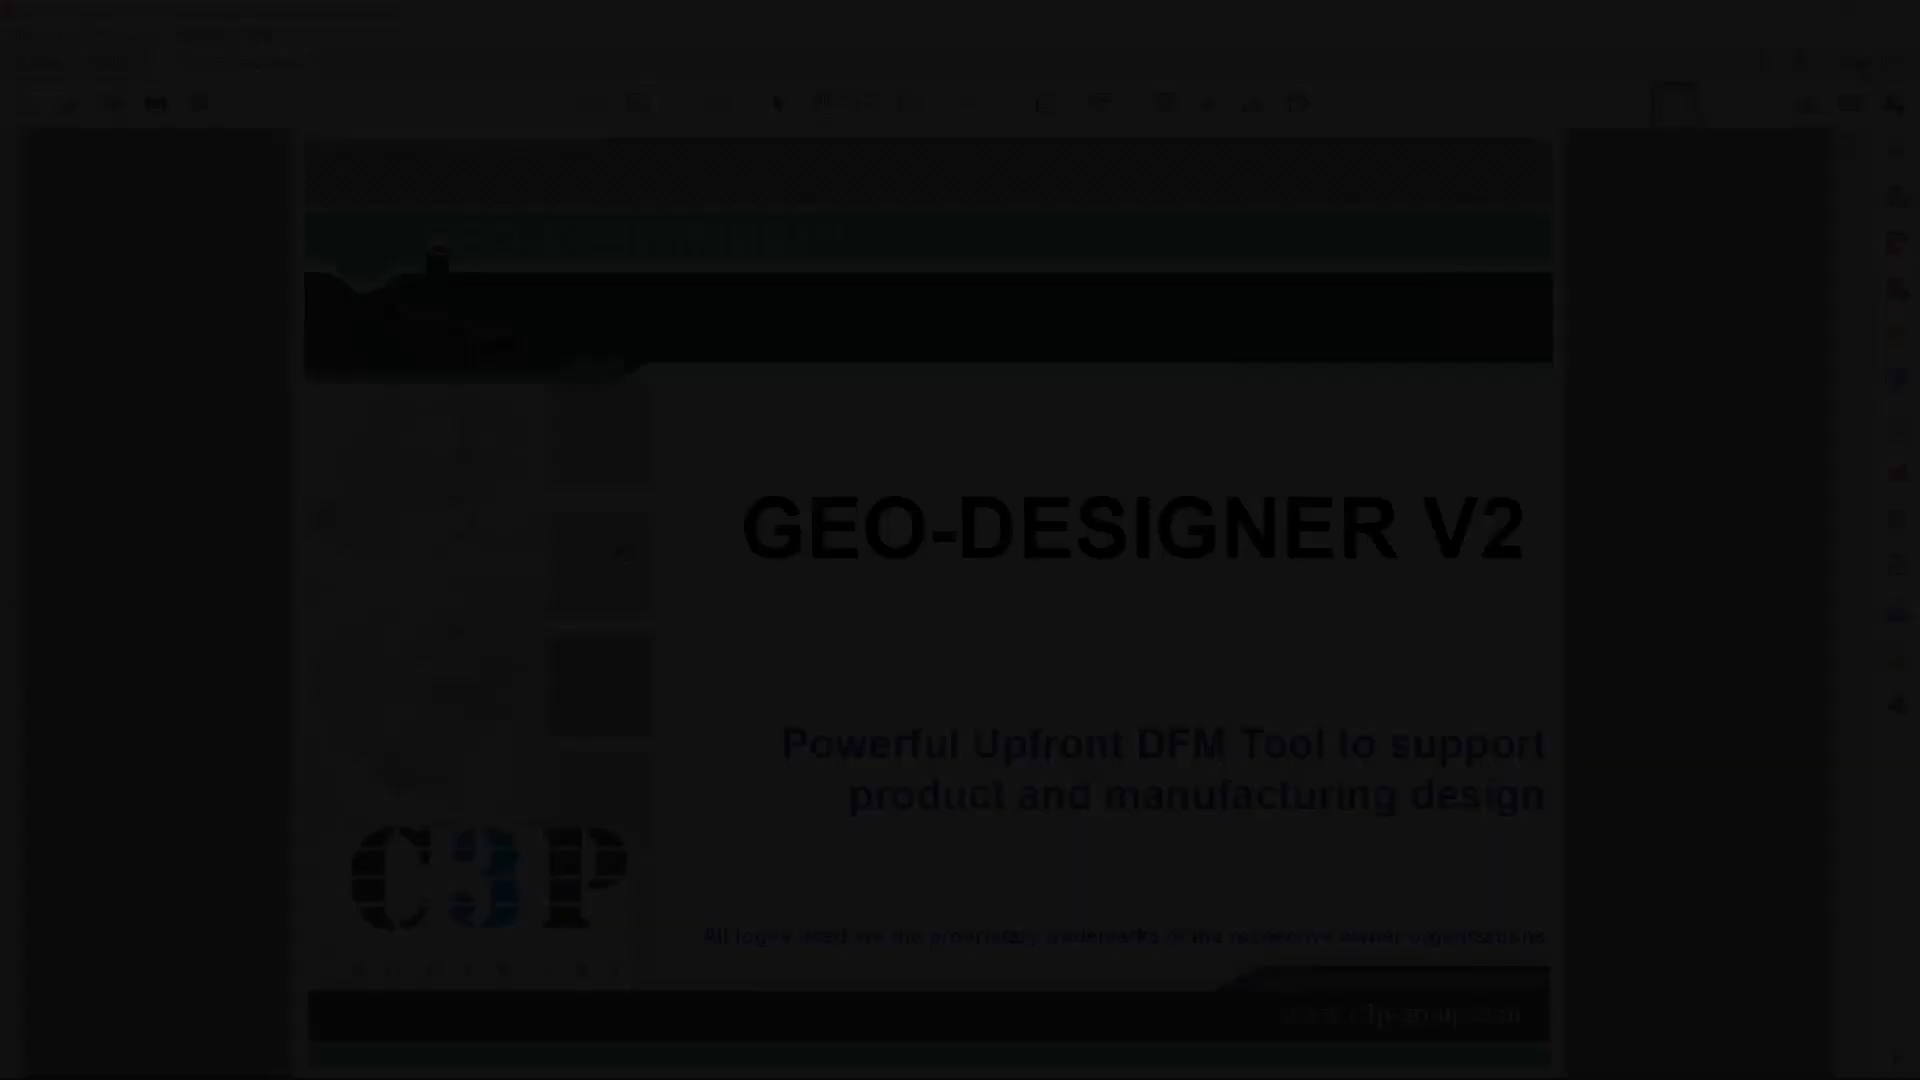 GEO-DESIGNER V2
Powerful Upfront DFM Tool to support
product and manufacturing design
C3P
All logos used are the proprietary trademarks of the respective owner organisations